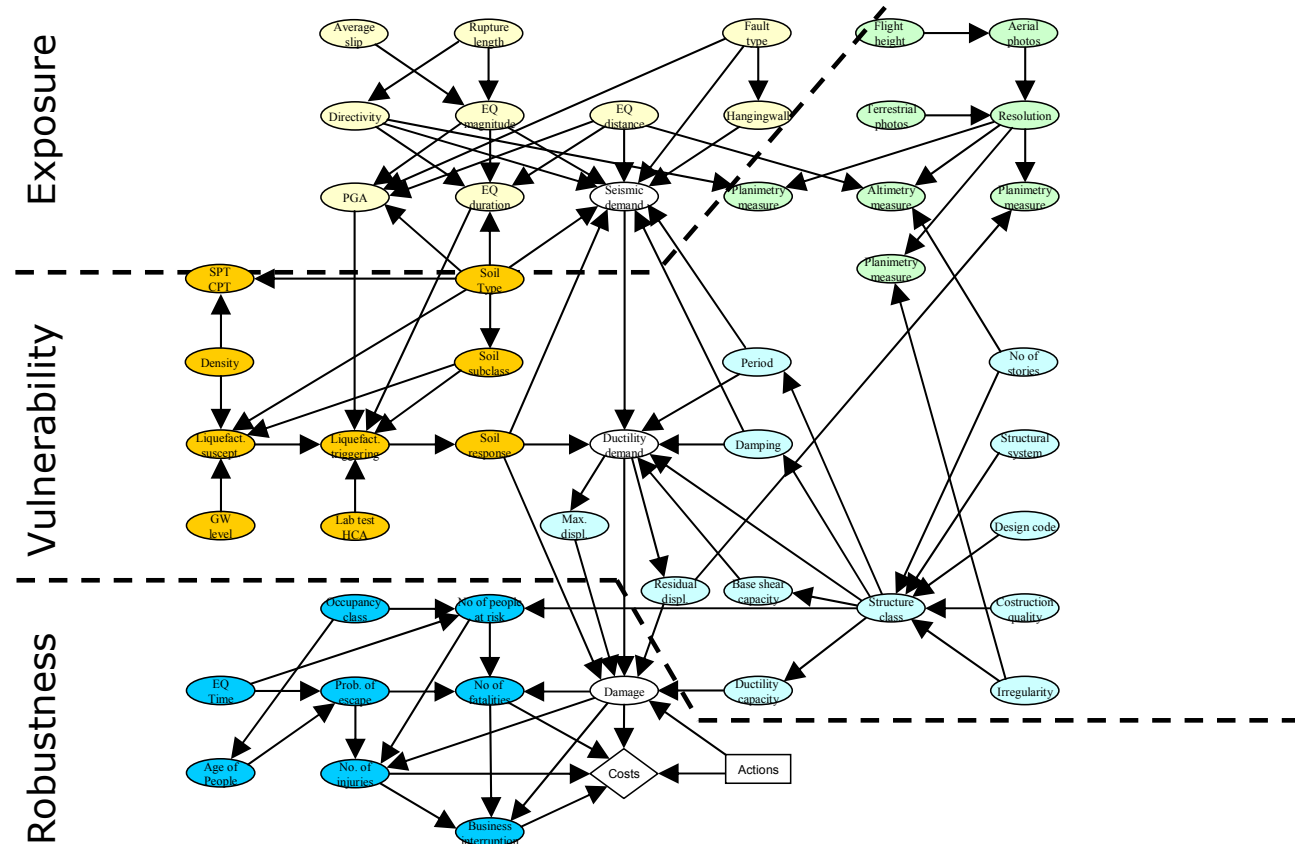 Exposure
Vulnerability
Robustness
Average
slip
Rupture
length
Fault
type
Flight
height
Aerial
photos
Directivity
EQ
magnitude
EQ
distance
Hangingwall
Terrestrial
photos
Resolution
PGA
EQ
duration
Seismic
demand
Planimetry
measure
Altimetry
measure
Planimetry
measure
SPT
CPT
Soil
Type
Planimetry
measure
Density
Soil
subclass
Period
No of
stories
Liquefact.
suscept
Liquefact.
triggering
Soil
response
Ductility
demand
Damping
Structural
system
GW
level
Lab test
HCA
Max.
displ.
Design code
Residual
displ.
Base shear
capacity
Occupancy
class
No of people
at risk
Structure
class
Costruction
quality
EQ
Time
Prob. of
escape
No of
fatalities
Damage
Ductility
capacity
Irregularity
Age of
People
No. of
injuries
Costs
Actions
Business
interruption